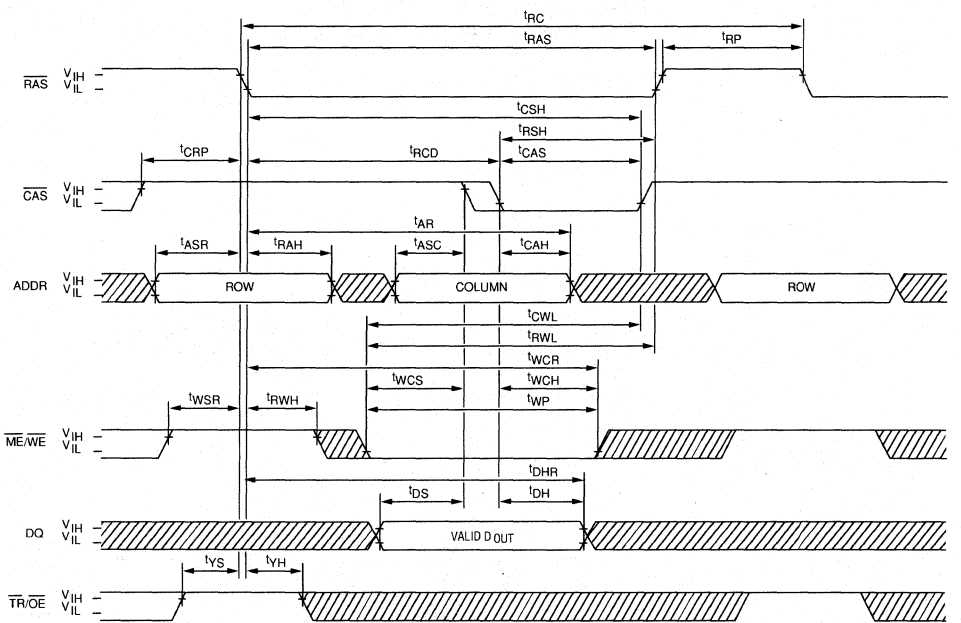 tRC
tRAS tRP
RAS VIH VIL
tCSH
tRSH
tCRP tRCD tCAS
CAS VIH VIL
tAR
tASR tRAH tASC tCAH
ADDR VIH VIL ROW COLUMN ROW
tCWL
tRWL
tWCR
tWCS tWCH
tWSR tRWH tWP
ME/WE VIH VIL
tDHR
tDS tDH
DQ VIH VIL VALID DOUT
tYS tYH
TR/OE VIH VIL